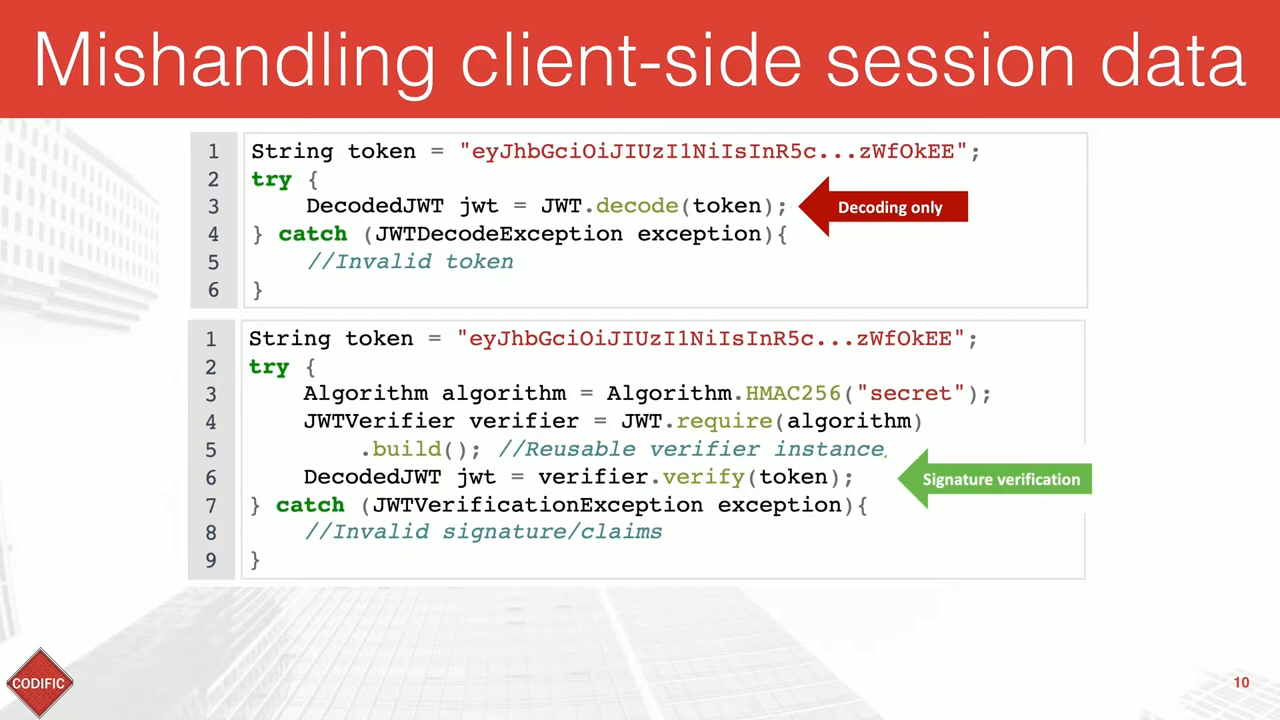 Mishandling client-side session data
1 String token = "eyJhbGciOiJIUzI1NiIsInR5c...zWfOkEE";
2 try {
3 DecodedJWT jwt = JWT.decode(token);
Decoding only
4 } catch (JWTDecodeException exception){
5 //Invalid token
6 }
1 String token = "eyJhbGciOiJIUzI1NiIsInR5c...zWfOkEE";
2 try {
3 Algorithm algorithm = Algorithm.HMAC256("secret");
4 JWTVerifier verifier = JWT.require(algorithm)
5 .build(); //Reusable verifier instance
6 DecodedJWT jwt = verifier.verify(token);
Signature verification
7 } catch (JWTVerificationException exception){
8 //Invalid signature/claims
9 }
CODIFIC
10